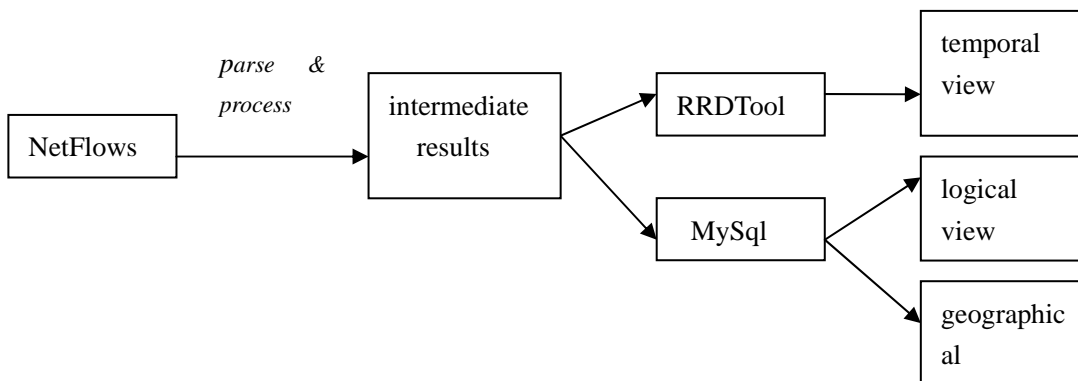 parse &
process
NetFlows
intermediate
results
RRDTool
MySql
temporal
view
logical
view
geographic
al